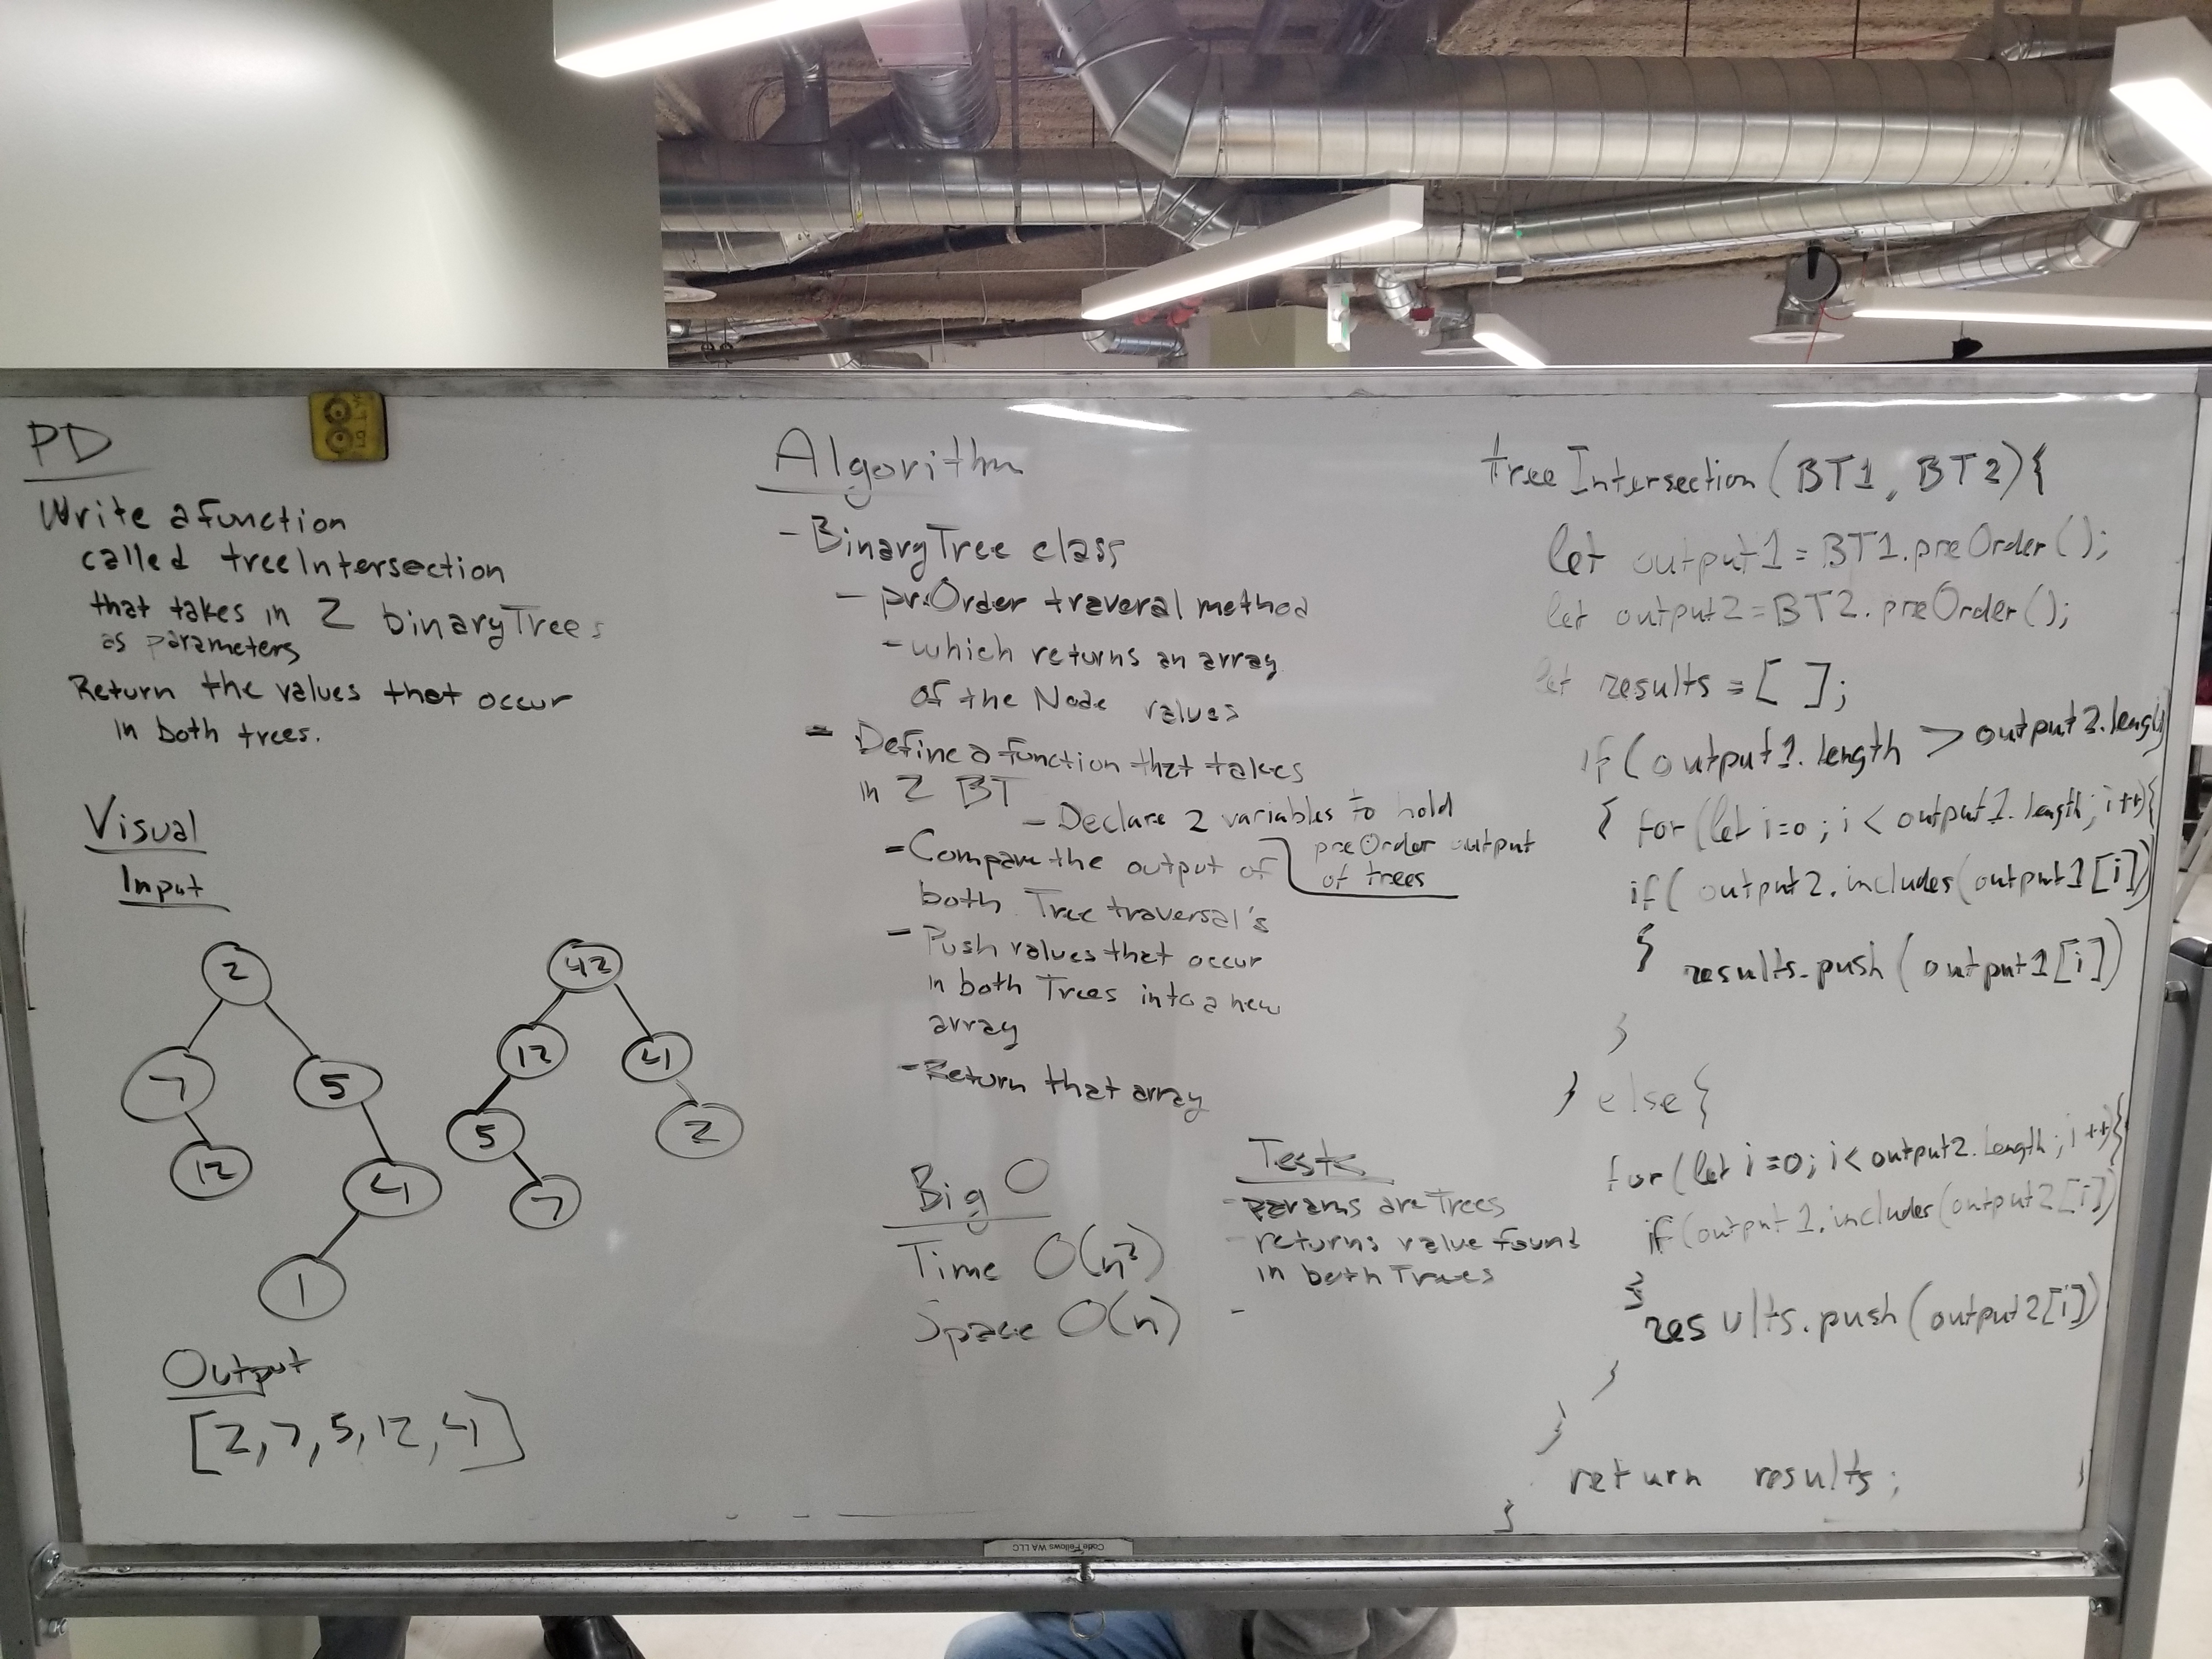 PD
Write a function
called treeIntersection
that takes in 2 binaryTrees
as parameters
Return the values that occur
in both trees.
Visual
Input
2
7
5
12
4
1
42
12
4
5
2
7
Output
[2,7,5,12,4]
Algorithm
- BinaryTree class
- preOrder traveral method
- which returns an array
of the Node values
- Define a function that takes
in 2 BT
- Declare 2 variables to hold
preOrder output
of trees
- Compare the output of
both Tree traversal's
- Push values that occur
in both Trees into a new
array
- Return that array
Big O
Time O(n²)
Space O(n)
Tests
- params are Trees
- returns value found
in both Trees
-
treeIntersection(BT1, BT2){
let output1 = BT1.preOrder();
let output2 = BT2.preOrder();
let results = [ ];
if(output1.length > output2.length)
{ for(let i=0; i < output1.length; i++){
if(output2.includes(output1[i])
{ results.push(output1[i])
}
} else {
for(let i=0; i< output2.length; i++){
if(output1.includes(output2[i])
{
results.push(output2[i])
}
}
return results;
}
Code Fellows WA LLC